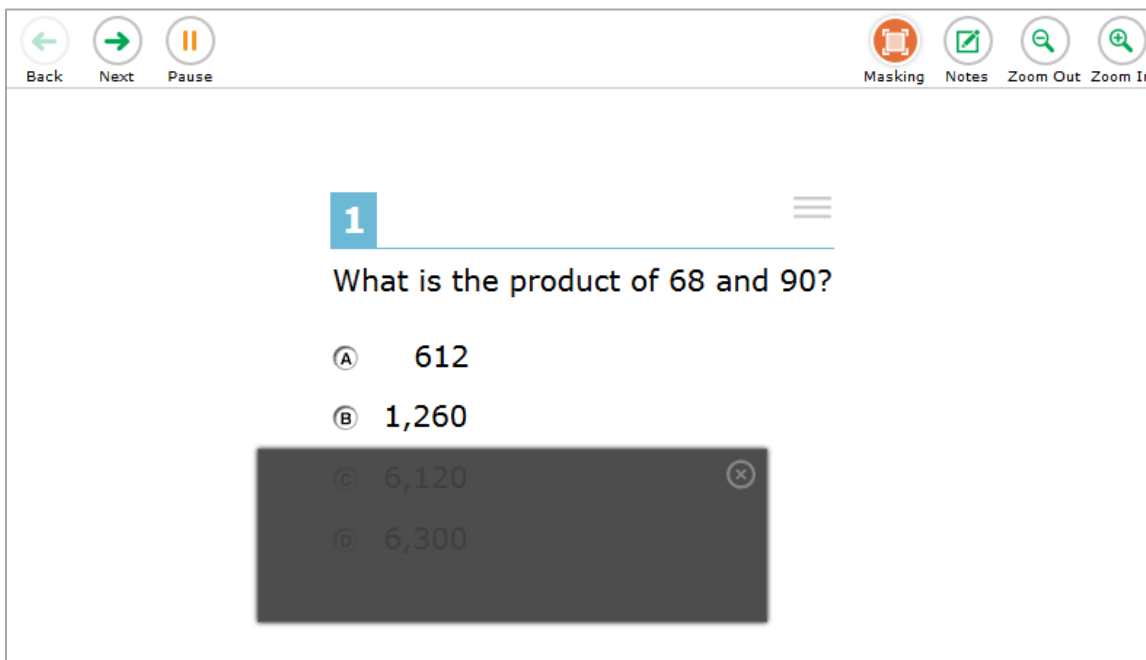 Back Next Pause Masking Notes Zoom Out Zoom In
1
What is the product of 68 and 90?
A 612
B 1,260
C 6,120
D 6,300